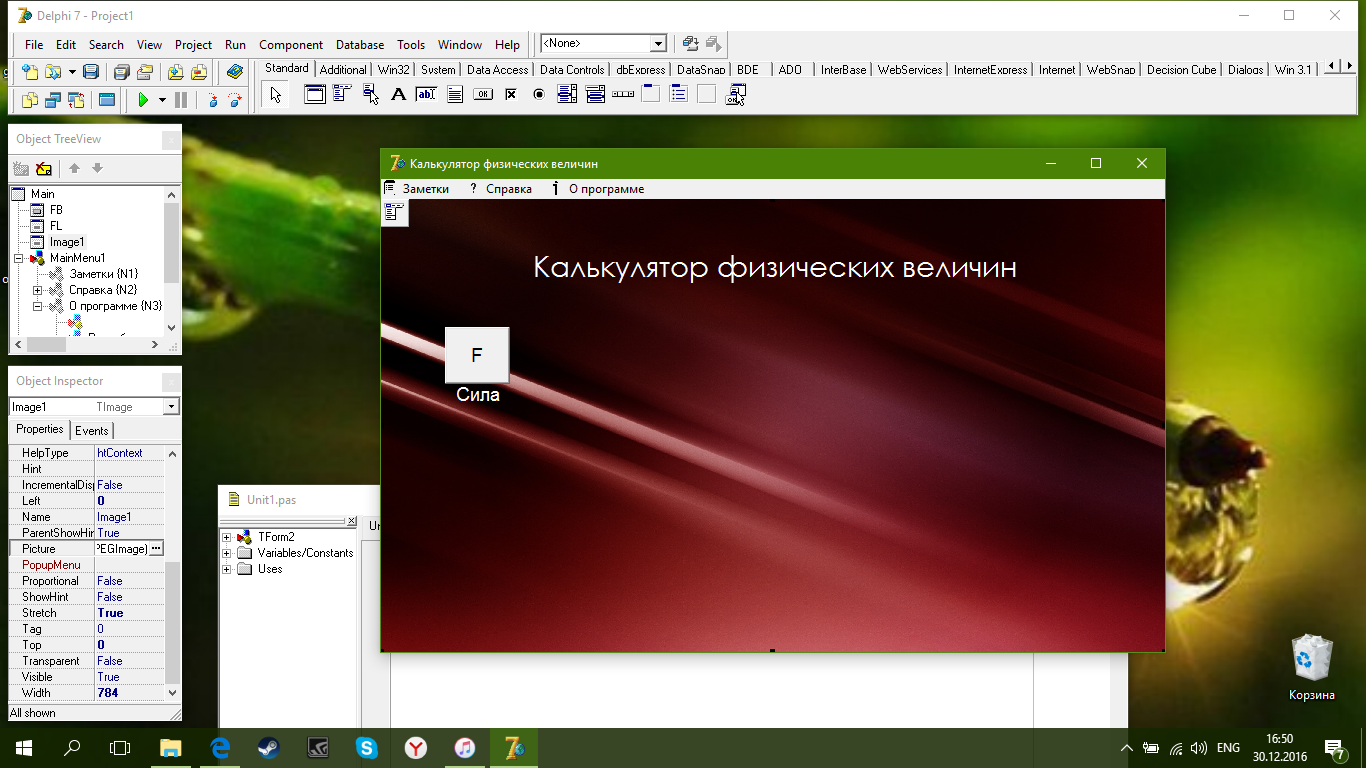 Delphi 7 - Project1
File Edit Search View Project Run Component Database Tools Window Help
<None>
Standard Additional Win32 System Data Access Data Controls dbExpress DataSnap BDE ADO InterBase WebServices InternetExpress Internet WebSnap Decision Cube Dialogs Win 3.1
Object TreeView
Main
FB
FL
Image1
MainMenu1
Заметки {N1}
Справка {N2}
О программе {N3}
Object Inspector
Image1 TImage
Properties Events
HelpType htContext
Hint
IncrementalDisp False
Left 0
Name Image1
ParentShowHin True
Picture PEGImage)
PopupMenu
Proportional False
ShowHint False
Stretch True
Tag 0
Top 0
Transparent False
Visible True
Width 784
All shown
Unit1.pas
TForm2
Variables/Constants
Uses
Un
Калькулятор физических величин
Заметки ? Справка О программе
Калькулятор физических величин
F
Сила
Корзина
ENG
16:50
30.12.2016
7